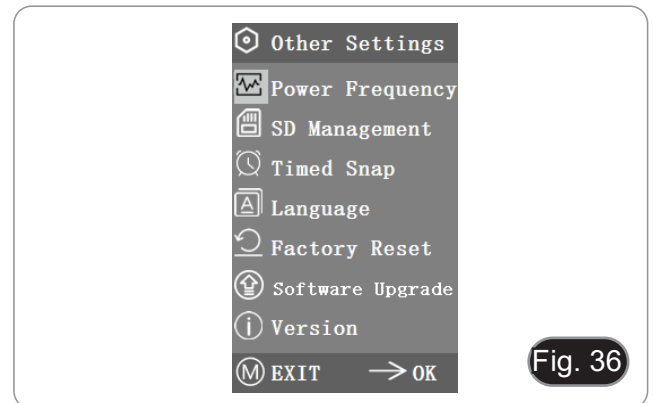 Other Settings
Power Frequency
SD Management
Timed Snap
A Language
Factory Reset
Software Upgrade
i Version
M EXIT → OK
Fig. 36